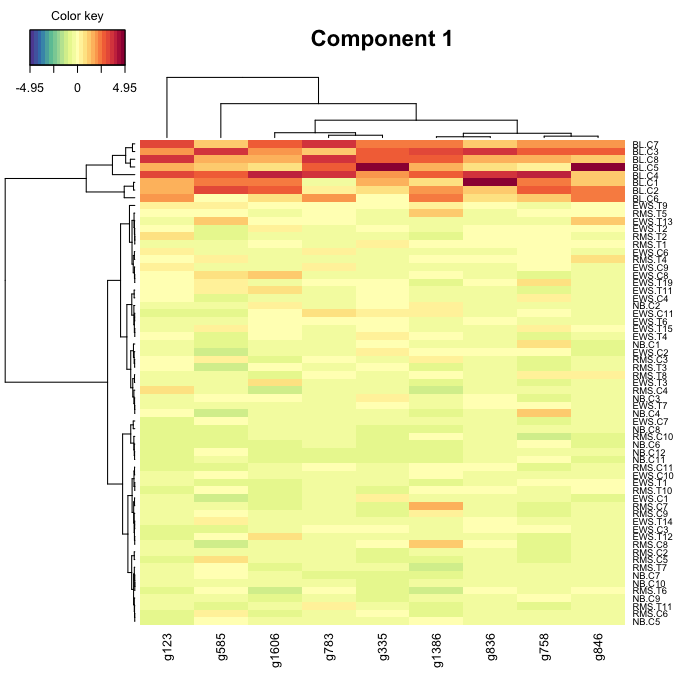 Color key
-4.95 0 4.95
Component 1
BL.C7
BL.C3
BL.C8
BL.C5
BL.C4
BL.C1
BL.C2
BL.C6
EWS.T9
RMS.T5
EWS.T13
EWS.T2
RMS.T2
RMS.T1
EWS.C6
RMS.T4
EWS.C9
EWS.C8
EWS.T19
EWS.T11
EWS.C4
NB.C2
EWS.C11
EWS.T6
EWS.T15
EWS.T4
NB.C1
EWS.C2
RMS.C3
RMS.T3
RMS.T8
EWS.T3
RMS.C4
NB.C3
EWS.T7
NB.C4
EWS.C7
NB.C8
RMS.C10
NB.C6
NB.C12
NB.C11
RMS.C11
EWS.C10
EWS.T1
RMS.T10
EWS.C1
RMS.C7
RMS.C9
EWS.T14
EWS.C3
EWS.T12
RMS.C8
RMS.C2
RMS.C5
RMS.T7
NB.C7
NB.C10
RMS.T6
NB.C9
RMS.T11
RMS.C6
NB.C5
g123 g585 g1606 g783 g335 g1386 g836 g758 g846